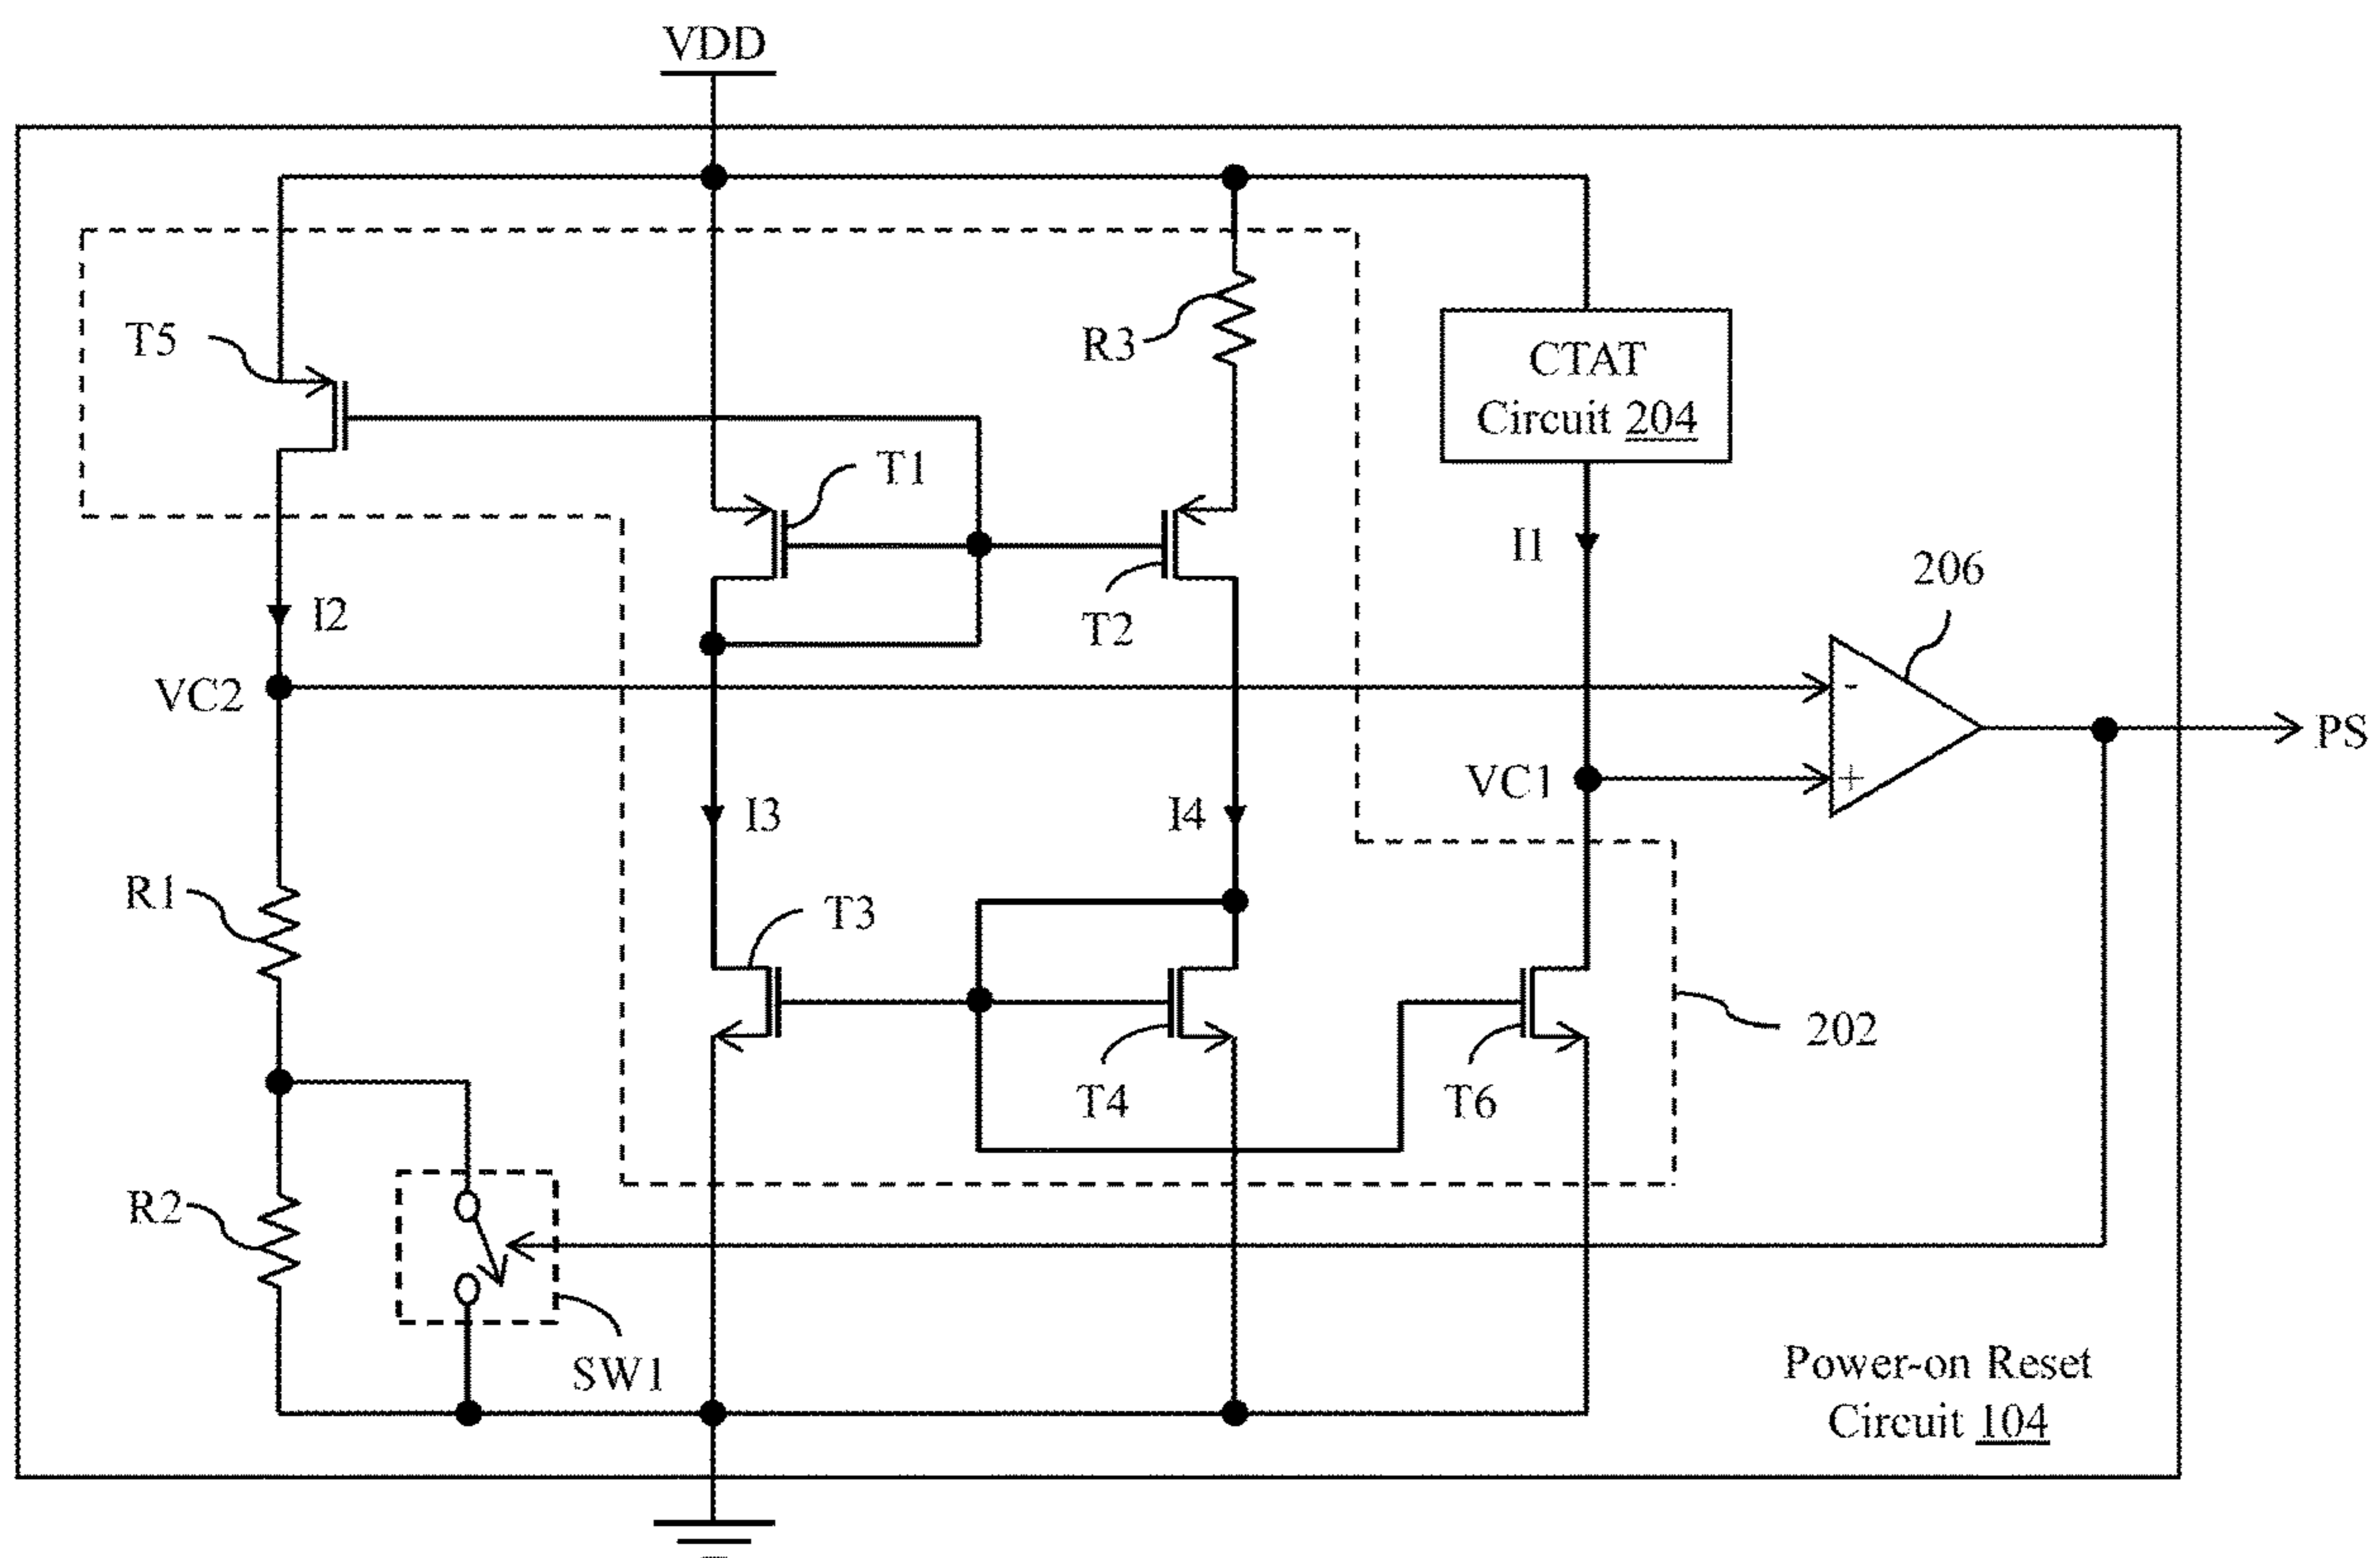 VDD
T5
R3
CTAT
Circuit 204
T1
I1
206
T2
I2
VC2
-
PS
VC1
+
I3
I4
R1
T3
202
T4
T6
R2
SW1
Power-on Reset
Circuit 104